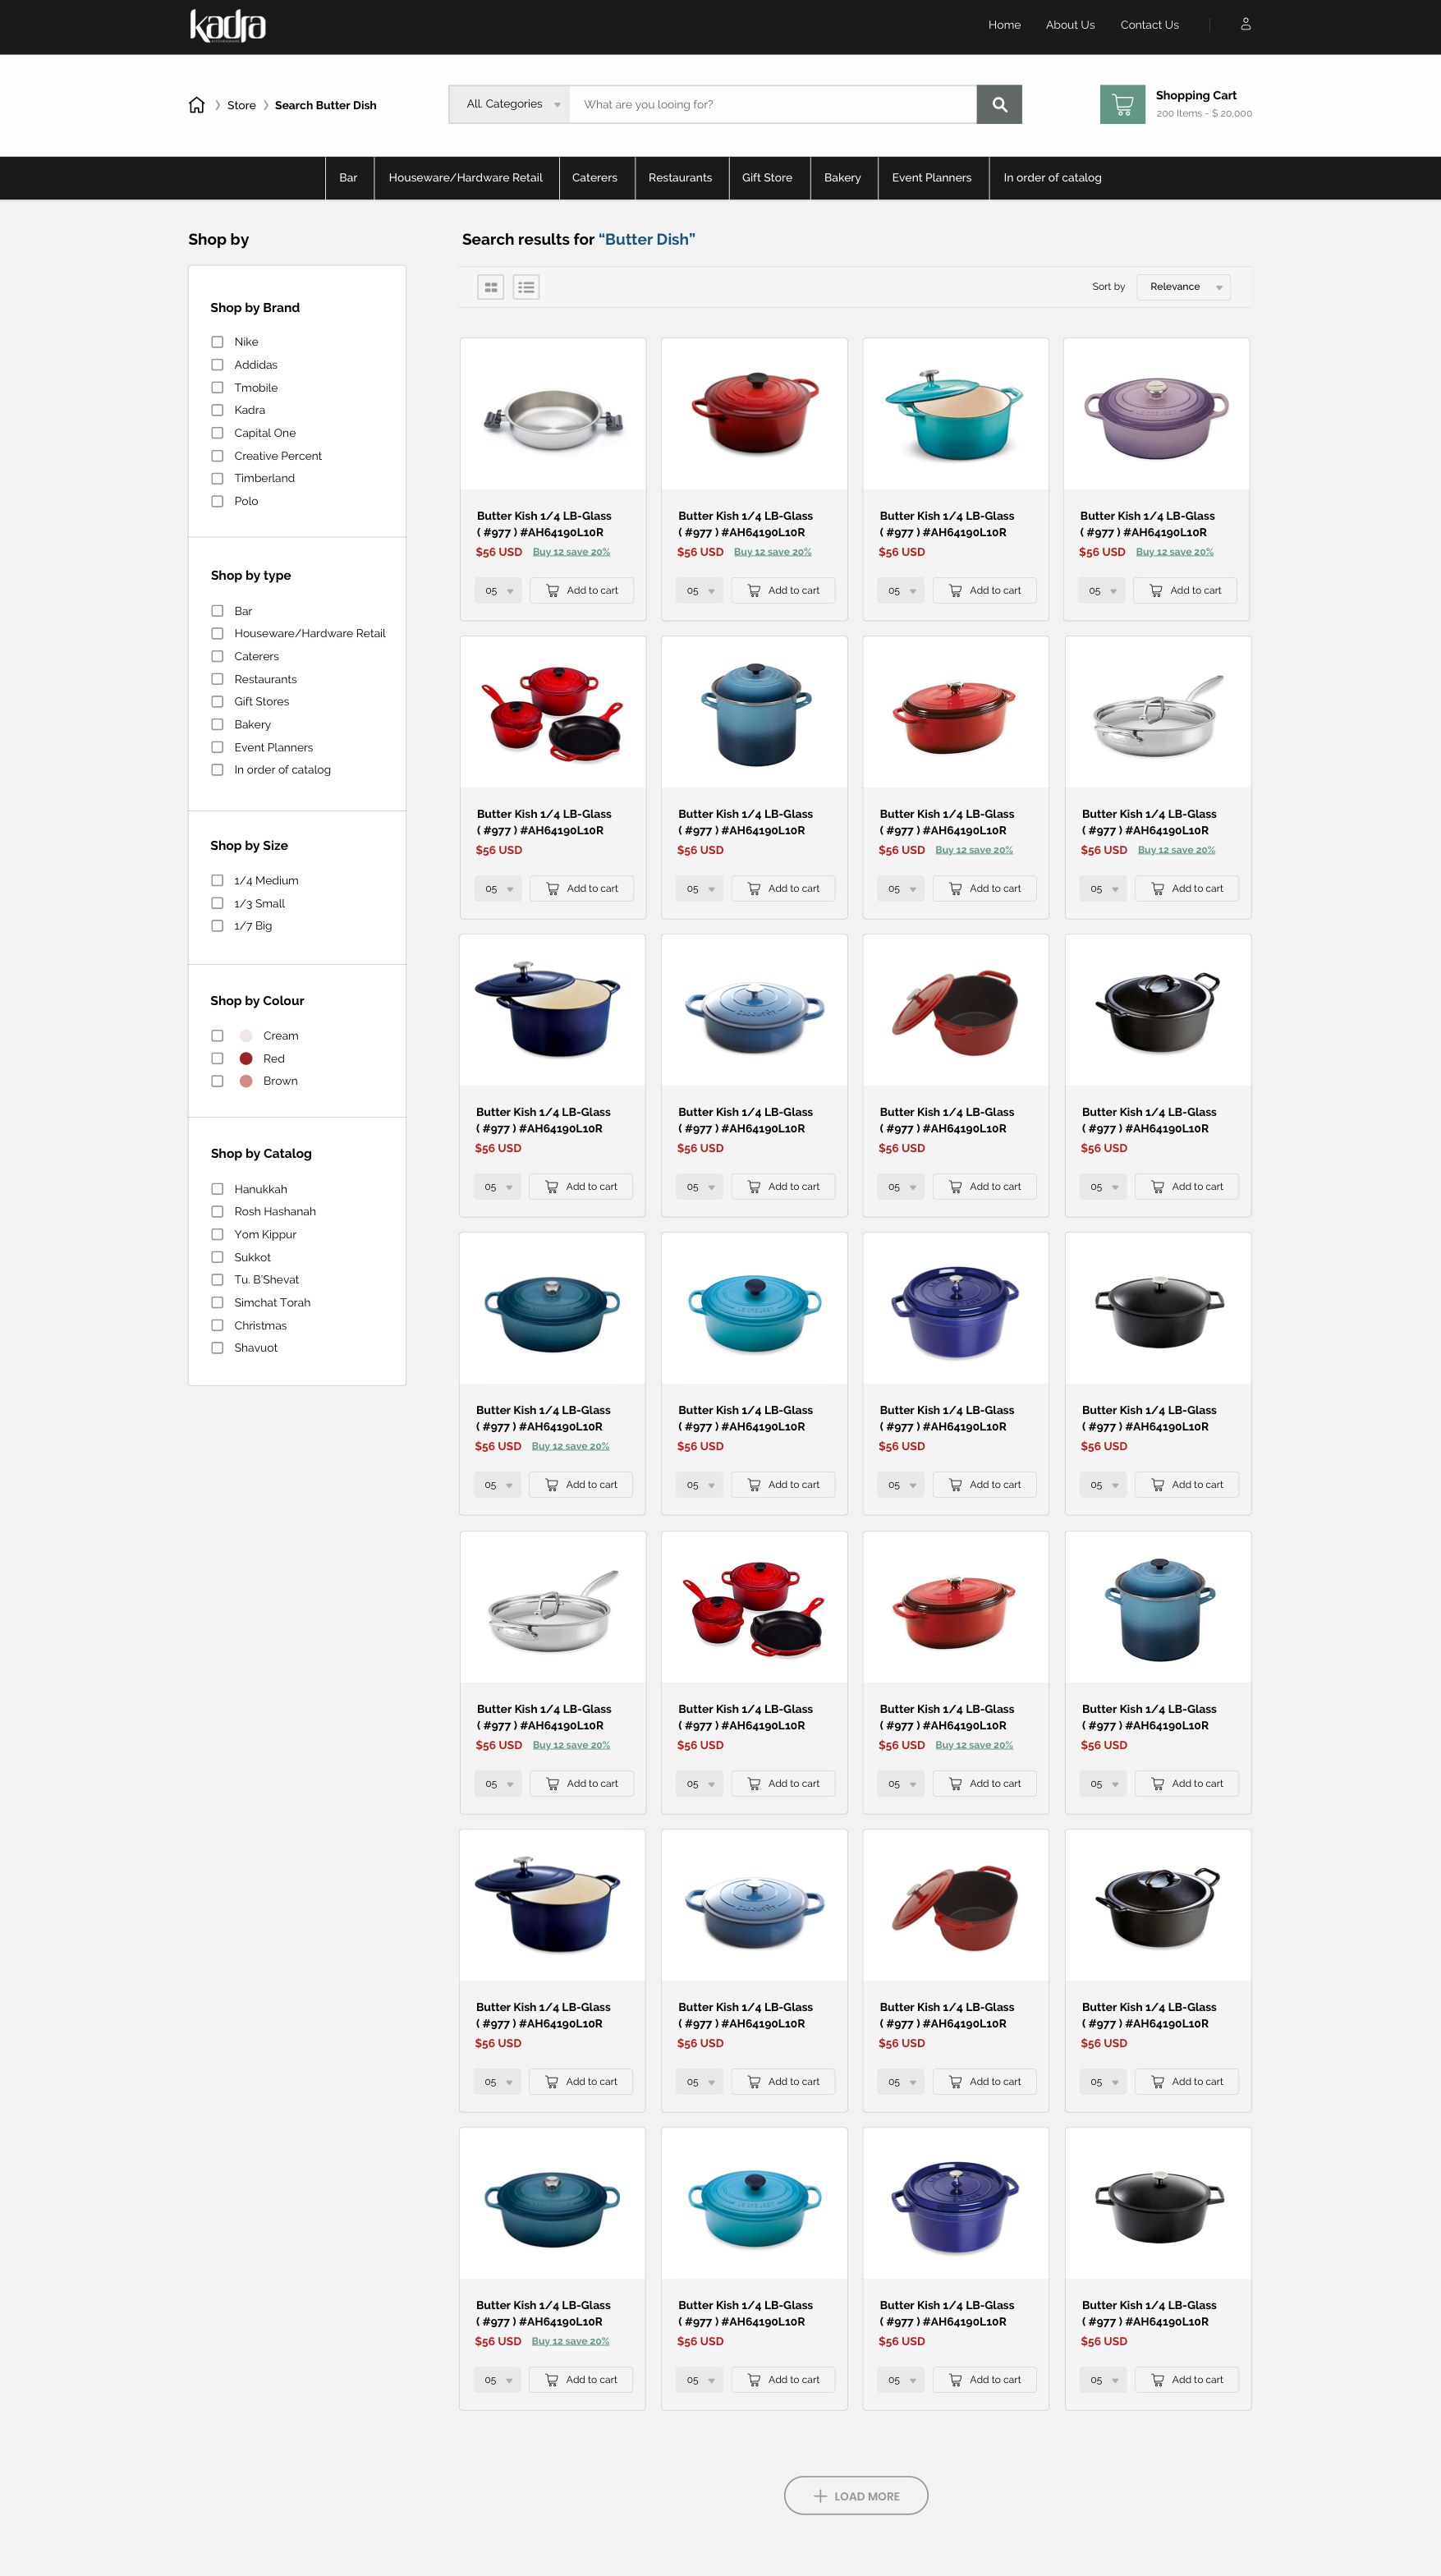 kadra
Home About Us Contact Us
Store Search Butter Dish
All. Categories
What are you looing for?
Shopping Cart
200 Items - $ 20,000
Bar Houseware/Hardware Retail Caterers Restaurants Gift Store Bakery Event Planners In order of catalog
Shop by
Shop by Brand
Nike
Addidas
Tmobile
Kadra
Capital One
Creative Percent
Timberland
Polo
Shop by type
Bar
Houseware/Hardware Retail
Caterers
Restaurants
Gift Stores
Bakery
Event Planners
In order of catalog
Shop by Size
1/4 Medium
1/3 Small
1/7 Big
Shop by Colour
Cream
Red
Brown
Shop by Catalog
Hanukkah
Rosh Hashanah
Yom Kippur
Sukkot
Tu. B'Shevat
Simchat Torah
Christmas
Shavuot
Search results for “Butter Dish”
Sort by Relevance
Butter Kish 1/4 LB-Glass
( #977 ) #AH64190L10R
$56 USD Buy 12 save 20%
05 Add to cart
Butter Kish 1/4 LB-Glass
( #977 ) #AH64190L10R
$56 USD Buy 12 save 20%
05 Add to cart
Butter Kish 1/4 LB-Glass
( #977 ) #AH64190L10R
$56 USD
05 Add to cart
Butter Kish 1/4 LB-Glass
( #977 ) #AH64190L10R
$56 USD Buy 12 save 20%
05 Add to cart
Butter Kish 1/4 LB-Glass
( #977 ) #AH64190L10R
$56 USD
05 Add to cart
Butter Kish 1/4 LB-Glass
( #977 ) #AH64190L10R
$56 USD
05 Add to cart
Butter Kish 1/4 LB-Glass
( #977 ) #AH64190L10R
$56 USD Buy 12 save 20%
05 Add to cart
Butter Kish 1/4 LB-Glass
( #977 ) #AH64190L10R
$56 USD Buy 12 save 20%
05 Add to cart
Butter Kish 1/4 LB-Glass
( #977 ) #AH64190L10R
$56 USD
05 Add to cart
Butter Kish 1/4 LB-Glass
( #977 ) #AH64190L10R
$56 USD
05 Add to cart
Butter Kish 1/4 LB-Glass
( #977 ) #AH64190L10R
$56 USD
05 Add to cart
Butter Kish 1/4 LB-Glass
( #977 ) #AH64190L10R
$56 USD
05 Add to cart
Butter Kish 1/4 LB-Glass
( #977 ) #AH64190L10R
$56 USD Buy 12 save 20%
05 Add to cart
Butter Kish 1/4 LB-Glass
( #977 ) #AH64190L10R
$56 USD
05 Add to cart
Butter Kish 1/4 LB-Glass
( #977 ) #AH64190L10R
$56 USD
05 Add to cart
Butter Kish 1/4 LB-Glass
( #977 ) #AH64190L10R
$56 USD
05 Add to cart
Butter Kish 1/4 LB-Glass
( #977 ) #AH64190L10R
$56 USD Buy 12 save 20%
05 Add to cart
Butter Kish 1/4 LB-Glass
( #977 ) #AH64190L10R
$56 USD
05 Add to cart
Butter Kish 1/4 LB-Glass
( #977 ) #AH64190L10R
$56 USD Buy 12 save 20%
05 Add to cart
Butter Kish 1/4 LB-Glass
( #977 ) #AH64190L10R
$56 USD
05 Add to cart
Butter Kish 1/4 LB-Glass
( #977 ) #AH64190L10R
$56 USD
05 Add to cart
Butter Kish 1/4 LB-Glass
( #977 ) #AH64190L10R
$56 USD
05 Add to cart
Butter Kish 1/4 LB-Glass
( #977 ) #AH64190L10R
$56 USD
05 Add to cart
Butter Kish 1/4 LB-Glass
( #977 ) #AH64190L10R
$56 USD
05 Add to cart
Butter Kish 1/4 LB-Glass
( #977 ) #AH64190L10R
$56 USD Buy 12 save 20%
05 Add to cart
Butter Kish 1/4 LB-Glass
( #977 ) #AH64190L10R
$56 USD
05 Add to cart
Butter Kish 1/4 LB-Glass
( #977 ) #AH64190L10R
$56 USD
05 Add to cart
Butter Kish 1/4 LB-Glass
( #977 ) #AH64190L10R
$56 USD
05 Add to cart
LOAD MORE